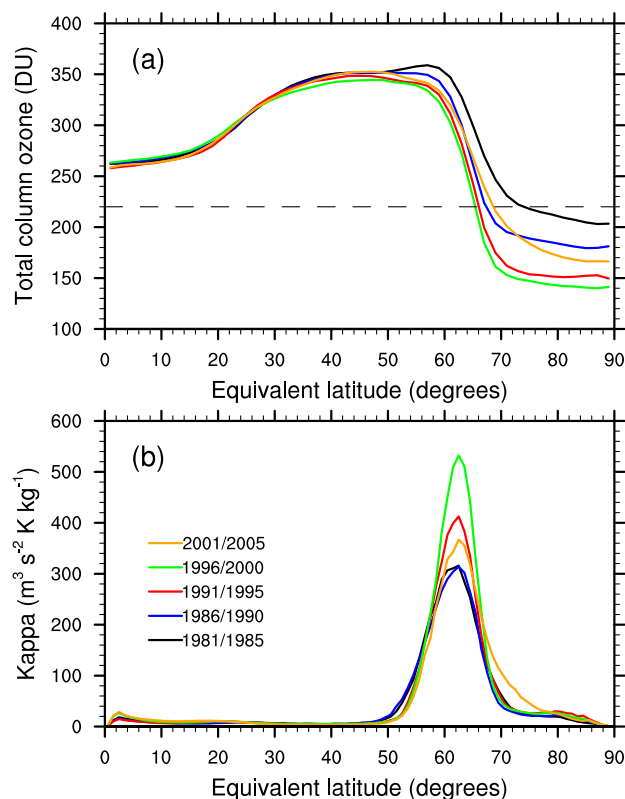 400
350
300
250
200
150
100
Total column ozone (DU)
(a)
0 10 20 30 40 50 60 70 80 90
Equivalent latitude (degrees)
600
500
400
300
200
100
0
Kappa (m³ s⁻² K kg⁻¹)
(b)
2001/2005
1996/2000
1991/1995
1986/1990
1981/1985
0 10 20 30 40 50 60 70 80 90
Equivalent latitude (degrees)